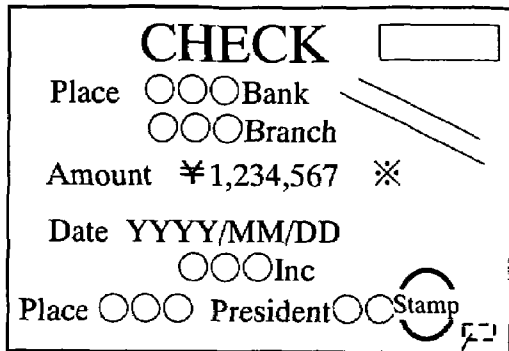 CHECK
Place ○○○Bank
○○○Branch
Amount ¥1,234,567 ※
Date YYYY/MM/DD
○○○Inc
Place ○○○ President○○Stamp